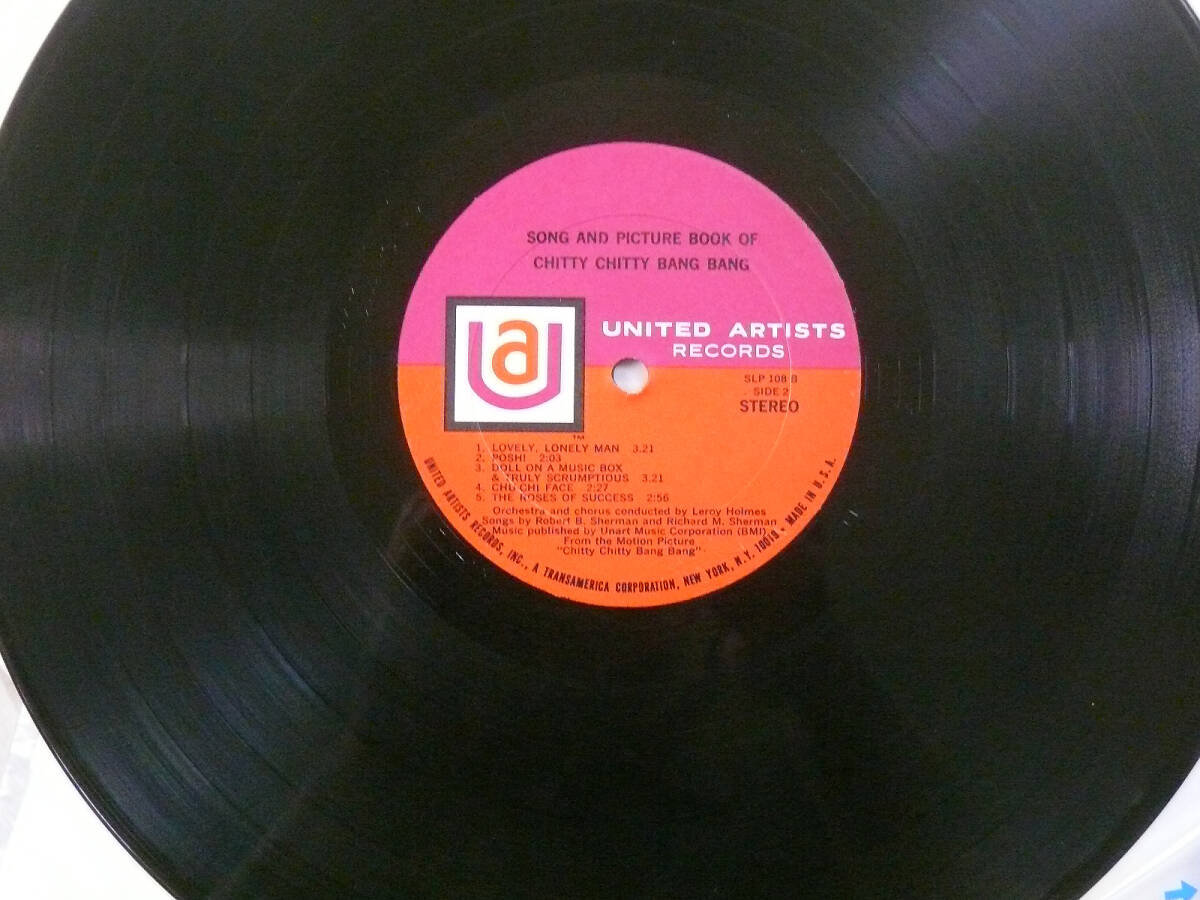 SONG AND PICTURE BOOK OF
CHITTY CHITTY BANG BANG
ua
UNITED ARTISTS
RECORDS
SLP 108 B
SIDE 2
STEREO
TM
1. LOVELY, LONELY MAN 3.21
2. POSH! 2:03
3. DOLL ON A MUSIC BOX
& TRULY SCRUMPTIOUS 3.21
4. CHU CHI FACE 2:27
5. THE ROSES OF SUCCESS 2:56
Orchestra and chorus conducted by Leroy Holmes
Songs by Robert B. Sherman and Richard M. Sherman
Music published by Unart Music Corporation (BMI)
From the Motion Picture
"Chitty Chitty Bang Bang"
UNITED ARTISTS RECORDS, INC., A TRANSAMERICA CORPORATION, NEW YORK, N.Y. 10019 • MADE IN U.S.A.